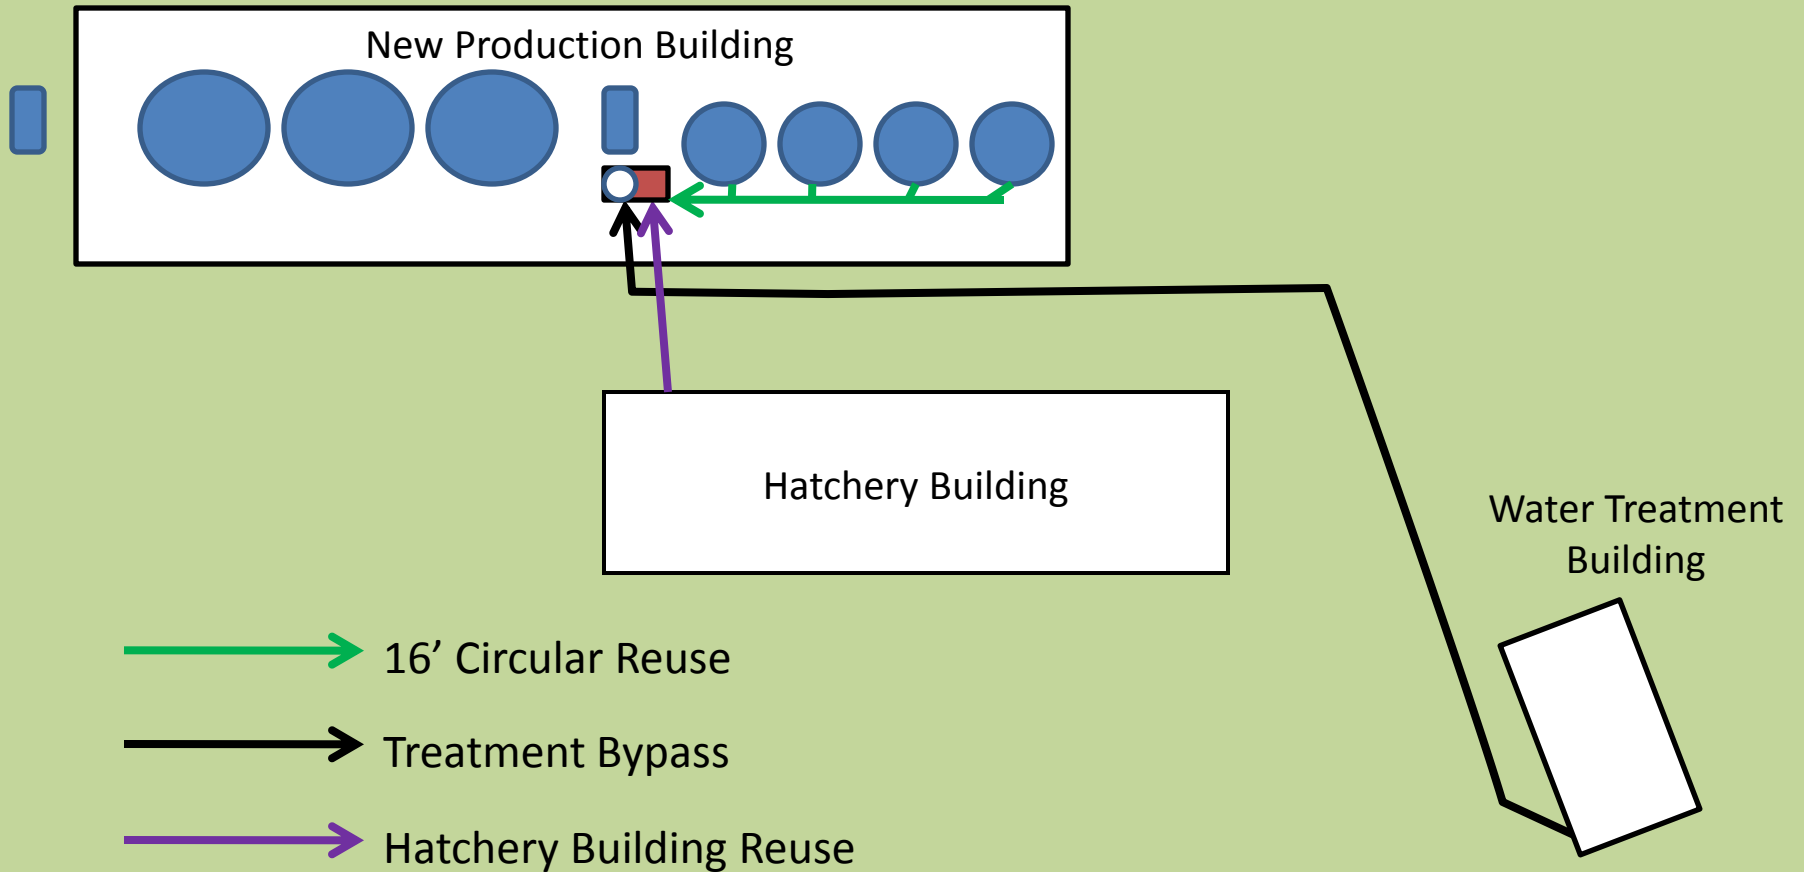 New Production Building
Hatchery Building
Water Treatment
Building
16’ Circular Reuse
Treatment Bypass
Hatchery Building Reuse